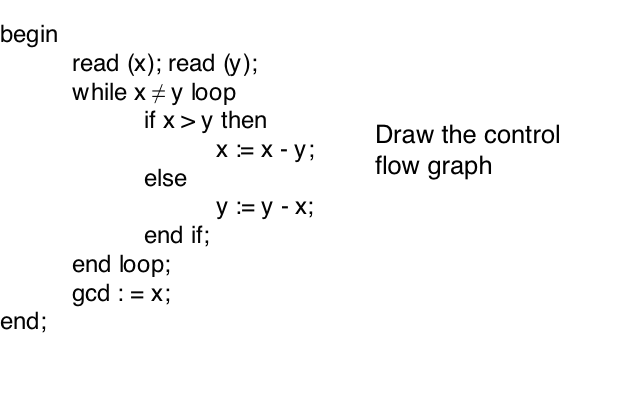 begin
read (x); read (y);
while x ≠ y loop
if x > y then
x := x - y;
else
y := y - x;
end if;
end loop;
gcd : = x;
end;
Draw the control
flow graph